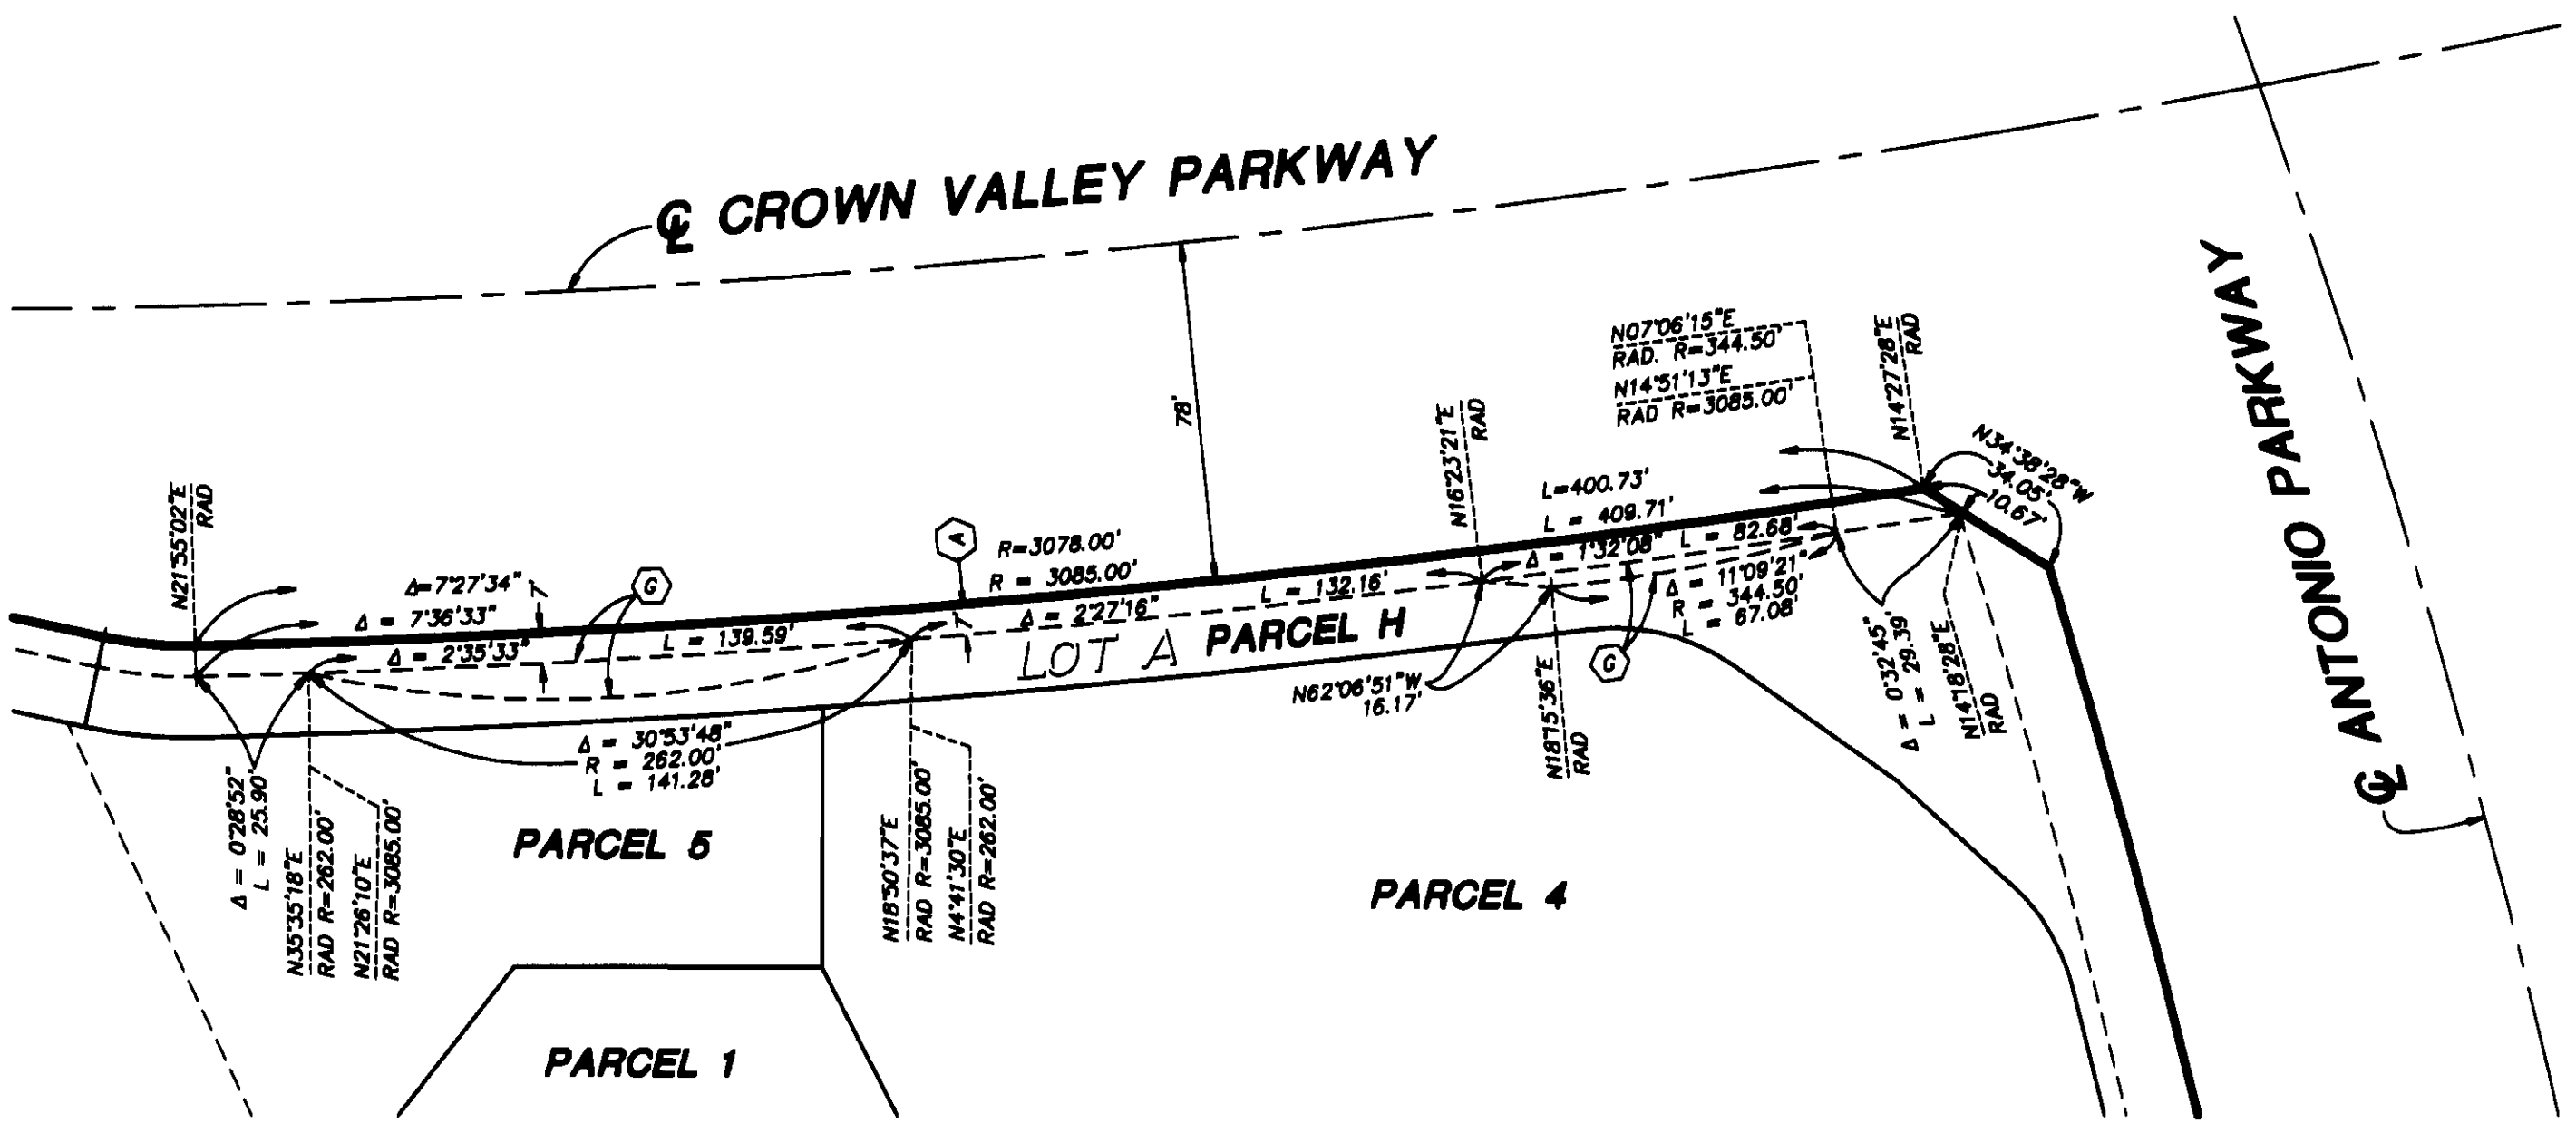 ℄ CROWN VALLEY PARKWAY
78'
N07°06'15"E
RAD. R=344.50'
N14°51'13"E
RAD R=3085.00'
N14°27'28"E
RAD
N34°38'28"W
34.05'
10.67'
℄ ANTONIO PARKWAY
N16°23'21"E
RAD
L=400.73'
L = 409.71'
N21°55'02"E
RAD
Δ=7°27'34"
Δ = 7°36'33"
7'
G
A
R=3078.00'
R = 3085.00'
Δ = 1°32'08"
L = 82.68'
Δ = 2°35'33"
L = 139.59'
7'
Δ = 2°27'16"
L = 132.16'
Δ = 11°09'21"
R = 344.50'
L = 67.08'
LOT A
PARCEL H
G
N62°06'51"W
16.17'
N18°15'36"E
RAD
Δ = 0°32'45"
L = 29.39'
N14°18'28"E
RAD
Δ = 30°53'48"
R = 262.00'
L = 141.28'
Δ = 0°28'52"
L = 25.90'
N35°35'18"E
RAD R=262.00'
N21°26'10"E
RAD R=3085.00'
PARCEL 5
N18°50'37"E
RAD R=3085.00'
N4°41'30"E
RAD R=262.00'
PARCEL 4
PARCEL 1